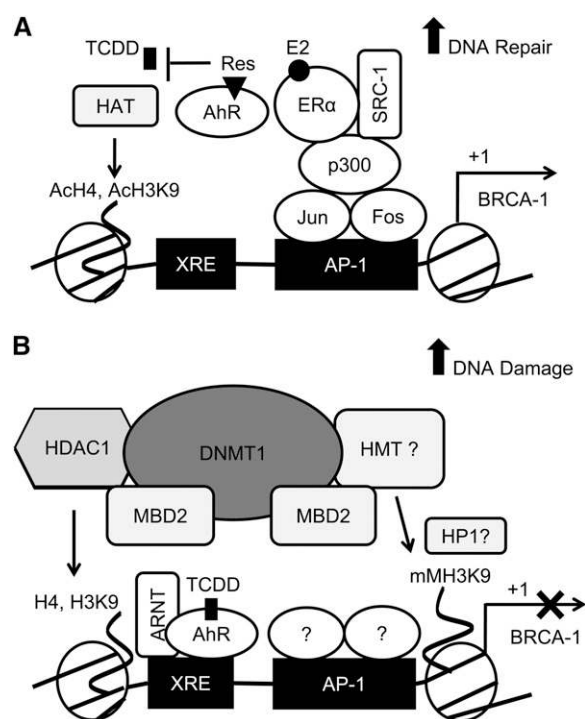 A
TCDD
Res
E2
DNA Repair
HAT
AhR
ERα
SRC-1
p300
+1
AcH4, AcH3K9
BRCA-1
Jun
Fos
XRE
AP-1
B
DNA Damage
HDAC1
DNMT1
HMT ?
MBD2
MBD2
HP1?
TCDD
mMH3K9
H4, H3K9
ARNT
AhR
?
?
+1
BRCA-1
XRE
AP-1